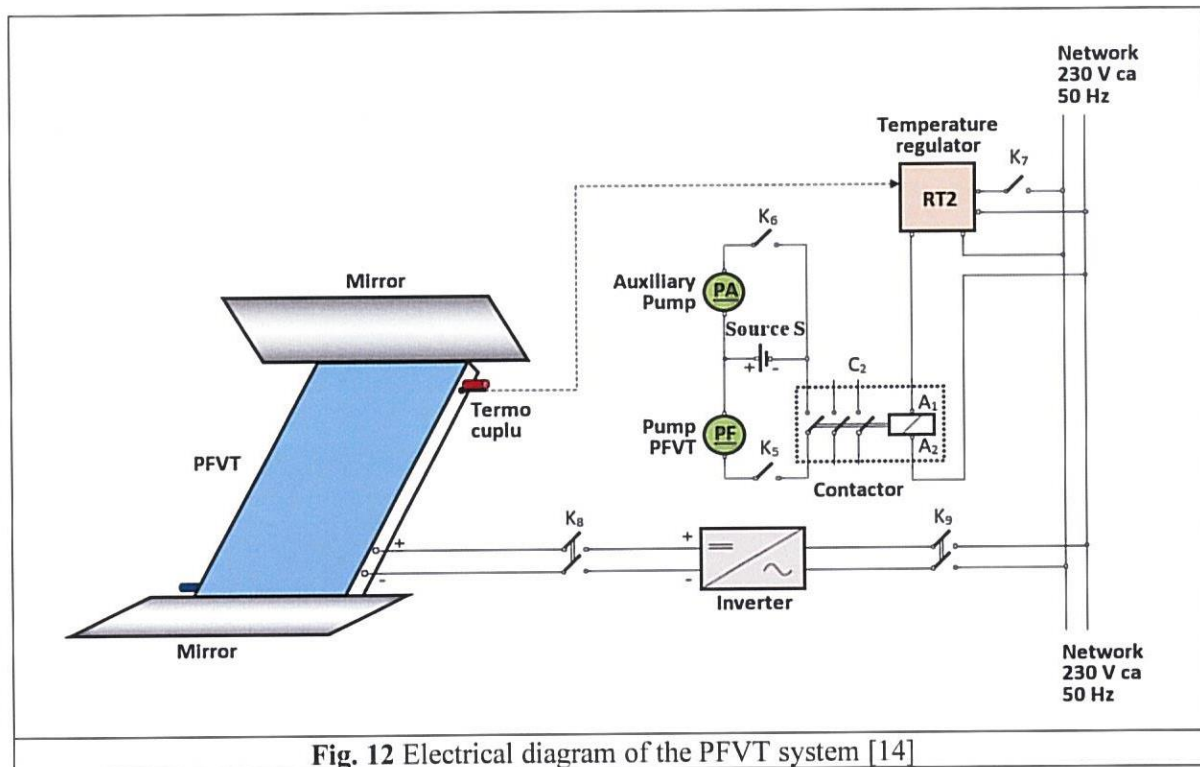 Network
230 V ca
50 Hz
Temperature
regulator
K₇
RT2
K₆
Mirror
Auxiliary
Pump
PA
Source S
+
-
C₂
Termo
cuplu
A₁
Pump
PFVT
PF
A₂
K₅
PFVT
Contactor
K₈
K₉
+
+
-
-
Inverter
Mirror
Network
230 V ca
50 Hz
Fig. 12 Electrical diagram of the PFVT system [14]